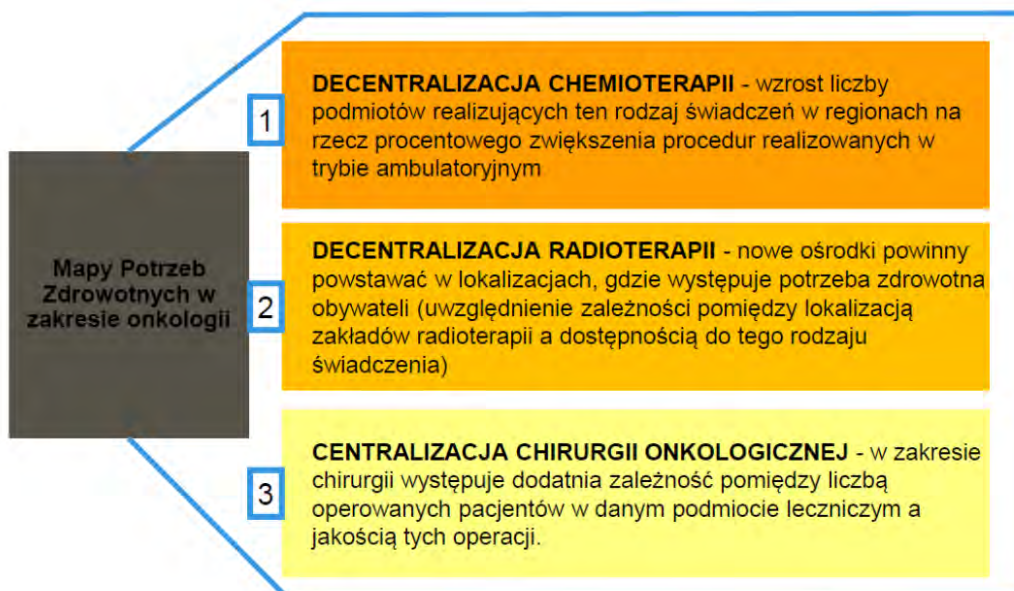 Mapy Potrzeb
Zdrowotnych w
zakresie onkologii
1
DECENTRALIZACJA CHEMIOTERAPII - wzrost liczby
podmiotów realizujących ten rodzaj świadczeń w regionach na
rzecz procentowego zwiększenia procedur realizowanych w
trybie ambulatoryjnym
2
DECENTRALIZACJA RADIOTERAPII - nowe ośrodki powinny
powstawać w lokalizacjach, gdzie występuje potrzeba zdrowotna
obywateli (uwzględnienie zależności pomiędzy lokalizacją
zakładów radioterapii a dostępnością do tego rodzaju
świadczenia)
3
CENTRALIZACJA CHIRURGII ONKOLOGICZNEJ - w zakresie
chirurgii występuje dodatnia zależność pomiędzy liczbą
operowanych pacjentów w danym podmiocie leczniczym a
jakością tych operacji.